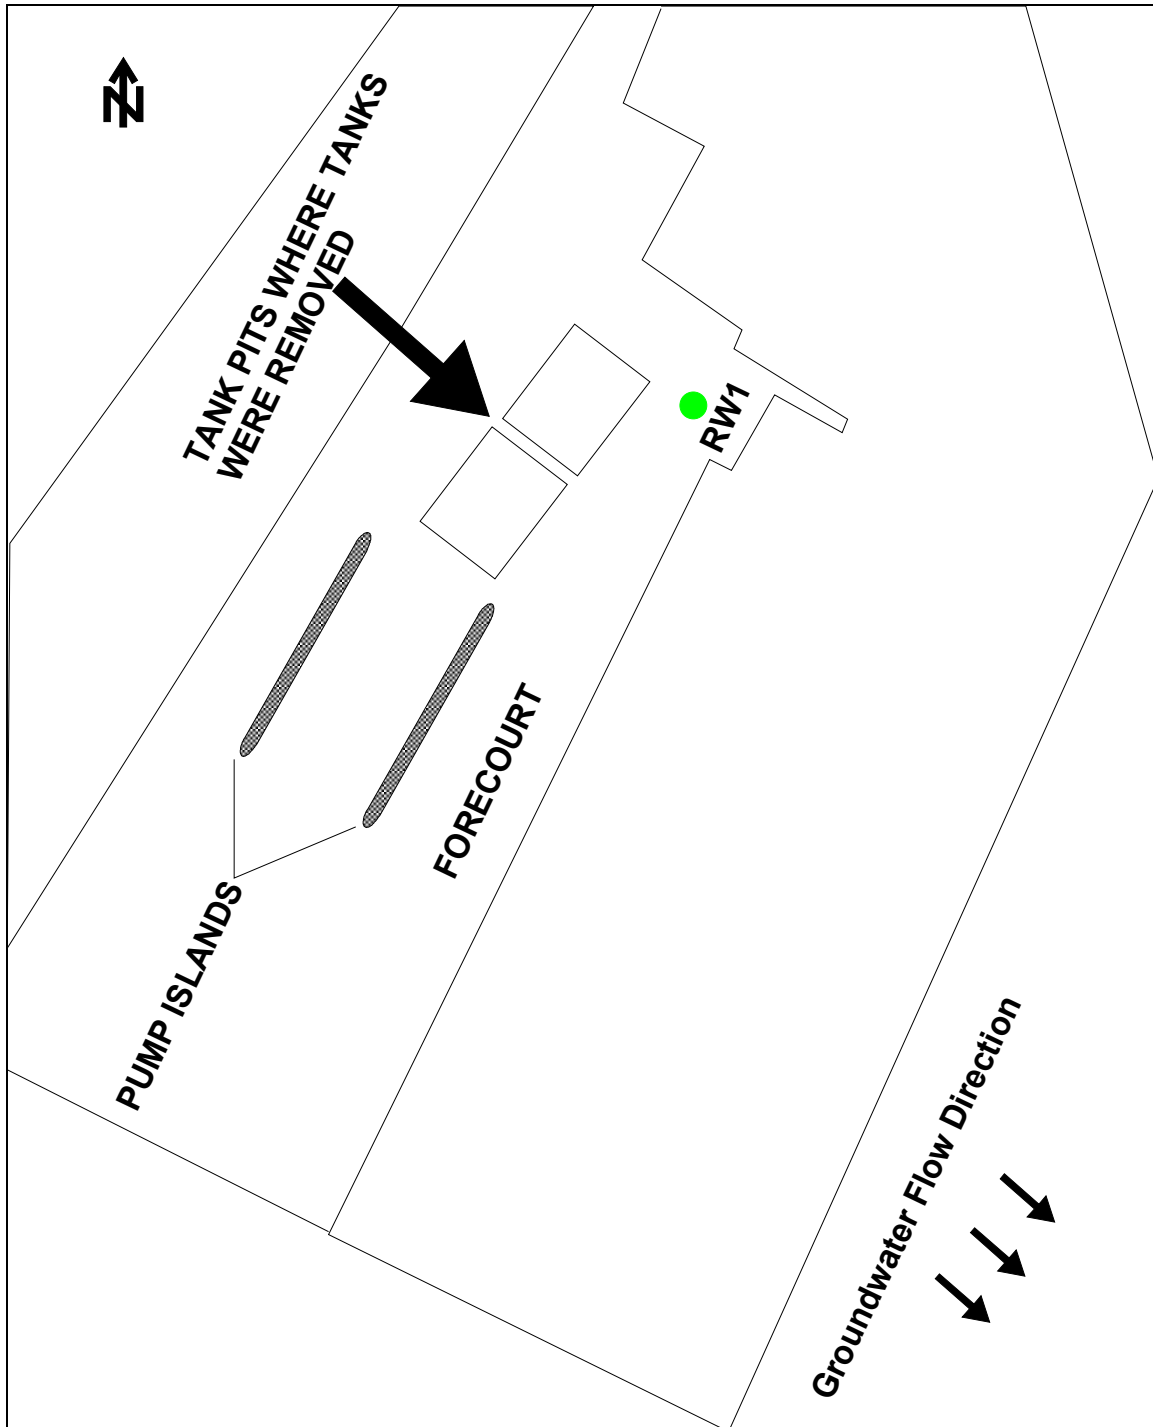 N
TANK PITS WHERE TANKS
WERE REMOVED
RW1
FORECOURT
PUMP ISLANDS
Groundwater Flow Direction